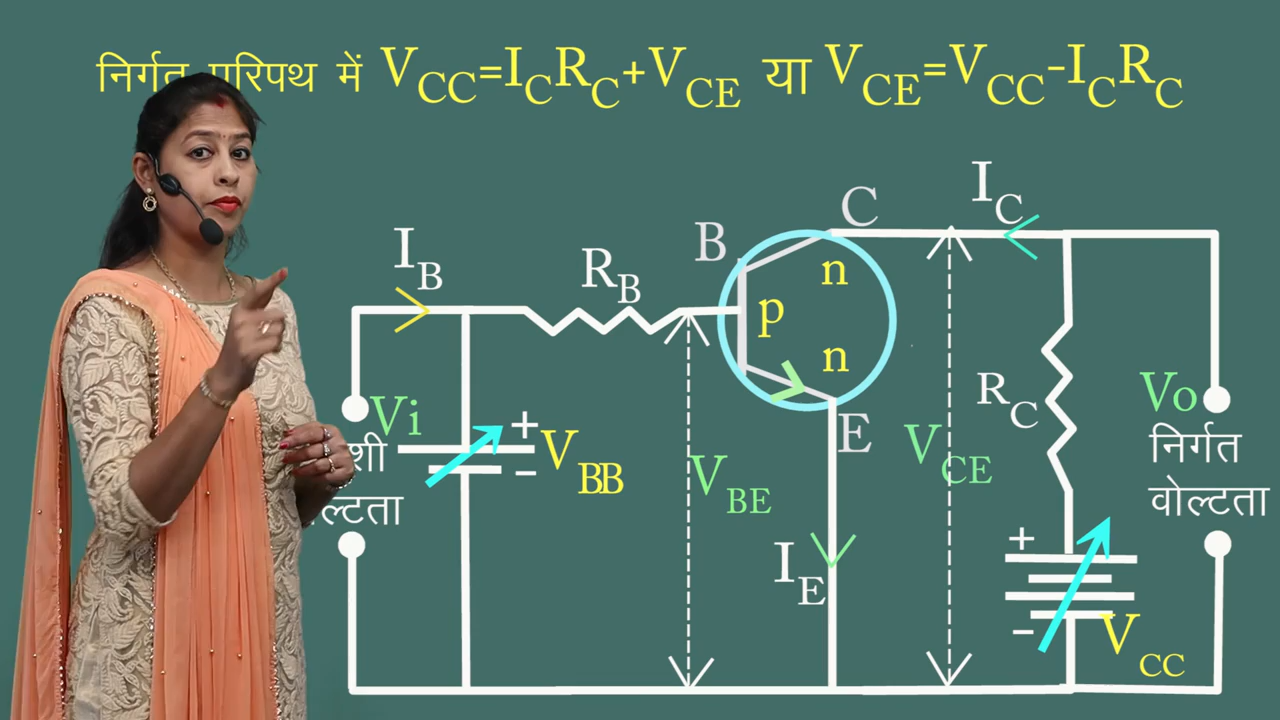 निर्गत परिपथ में VCC=ICRC+VCE या VCE=VCC-ICRC
IC
C
B
IB
RB
n
p
n
RC
Vi
+
VBB
-
E
VCE
Vo
निर्गत
वोल्टता
VBE
IE
+
-
VCC